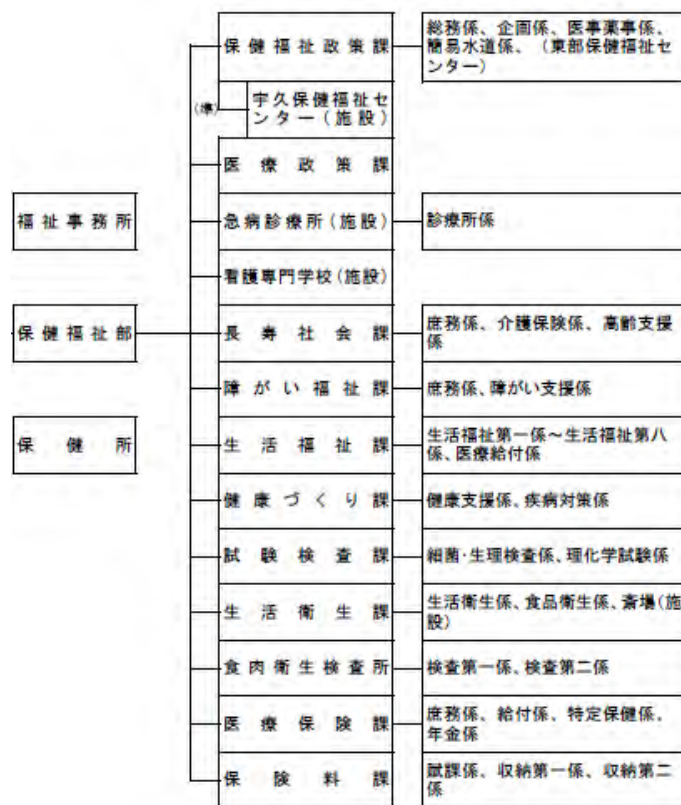 保健福祉政策課
総務係、企画係、医事薬事係、
簡易水道係、（東部保健福祉セ
ンター）
(準)
宇久保健福祉セ
ンター(施設)
医療政策課
福祉事務所
急病診療所(施設)
診療所係
看護専門学校(施設)
保健福祉部
長寿社会課
庶務係、介護保険係、高齢支援
係
障がい福祉課
庶務係、障がい支援係
保健所
生活福祉課
生活福祉第一係～生活福祉第八
係、医療給付係
健康づくり課
健康支援係、疾病対策係
試験検査課
細菌･生理検査係、理化学試験係
生活衛生課
生活衛生係、食品衛生係、斎場(施
設)
食肉衛生検査所
検査第一係、検査第二係
医療保険課
庶務係、給付係、特定保健係、
年金係
保険料課
賦課係、収納第一係、収納第二
係